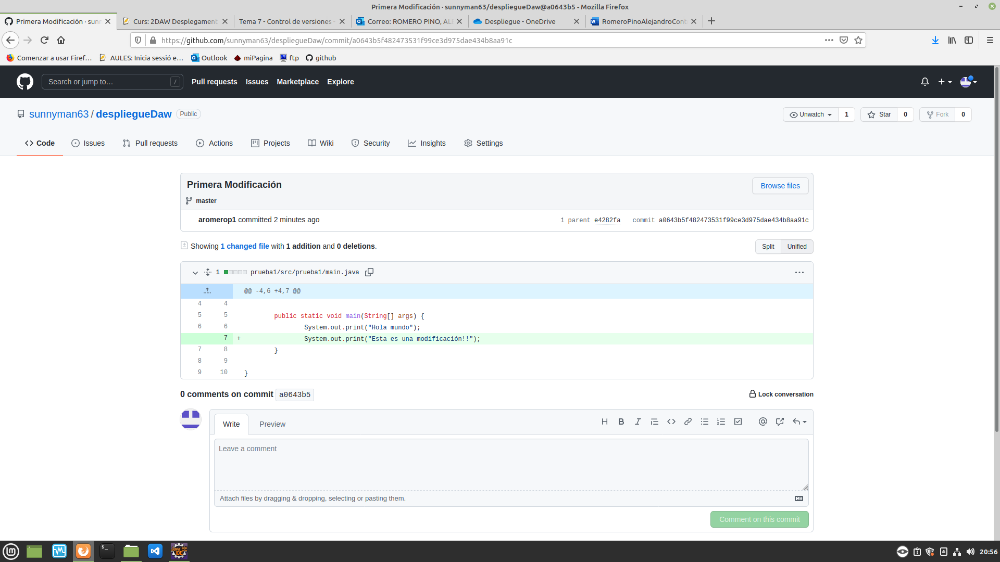 Primera Modificación · sunnyman63/despliegueDaw@a0643b5 - Mozilla Firefox
Primera Modificación · sunn
Curs: 2DAW Desplegament
Tema 7 - Control de versiones -
Correo: ROMERO PINO, ALE
Despliegue - OneDrive
RomeroPinoAlejandroCont
https://github.com/sunnyman63/despliegueDaw/commit/a0643b5f482473531f99ce3d975dae434b8aa91c
Comenzar a usar Firef… AULES: Inicia sessió e… Outlook miPagina ftp github
Search or jump to… / Pull requests Issues Marketplace Explore
sunnyman63 / despliegueDaw Public Unwatch 1 Star 0 Fork 0
Code Issues Pull requests Actions Projects Wiki Security Insights Settings
Primera Modificación Browse files
master
aromerop1 committed 2 minutes ago 1 parent e4282fa commit a0643b5f482473531f99ce3d975dae434b8aa91c
Showing 1 changed file with 1 addition and 0 deletions. Split Unified
1 prueba1/src/prueba1/main.java
@@ -4,6 +4,7 @@
4 4
5 5 public static void main(String[] args) {
6 6 System.out.print("Hola mundo");
7 + System.out.print("Esta es una modificación!!");
7 8 }
8 9
9 10 }
0 comments on commit a0643b5 Lock conversation
Write Preview
Leave a comment
Attach files by dragging & dropping, selecting or pasting them.
Comment on this commit
Java EE
IDE
20:56